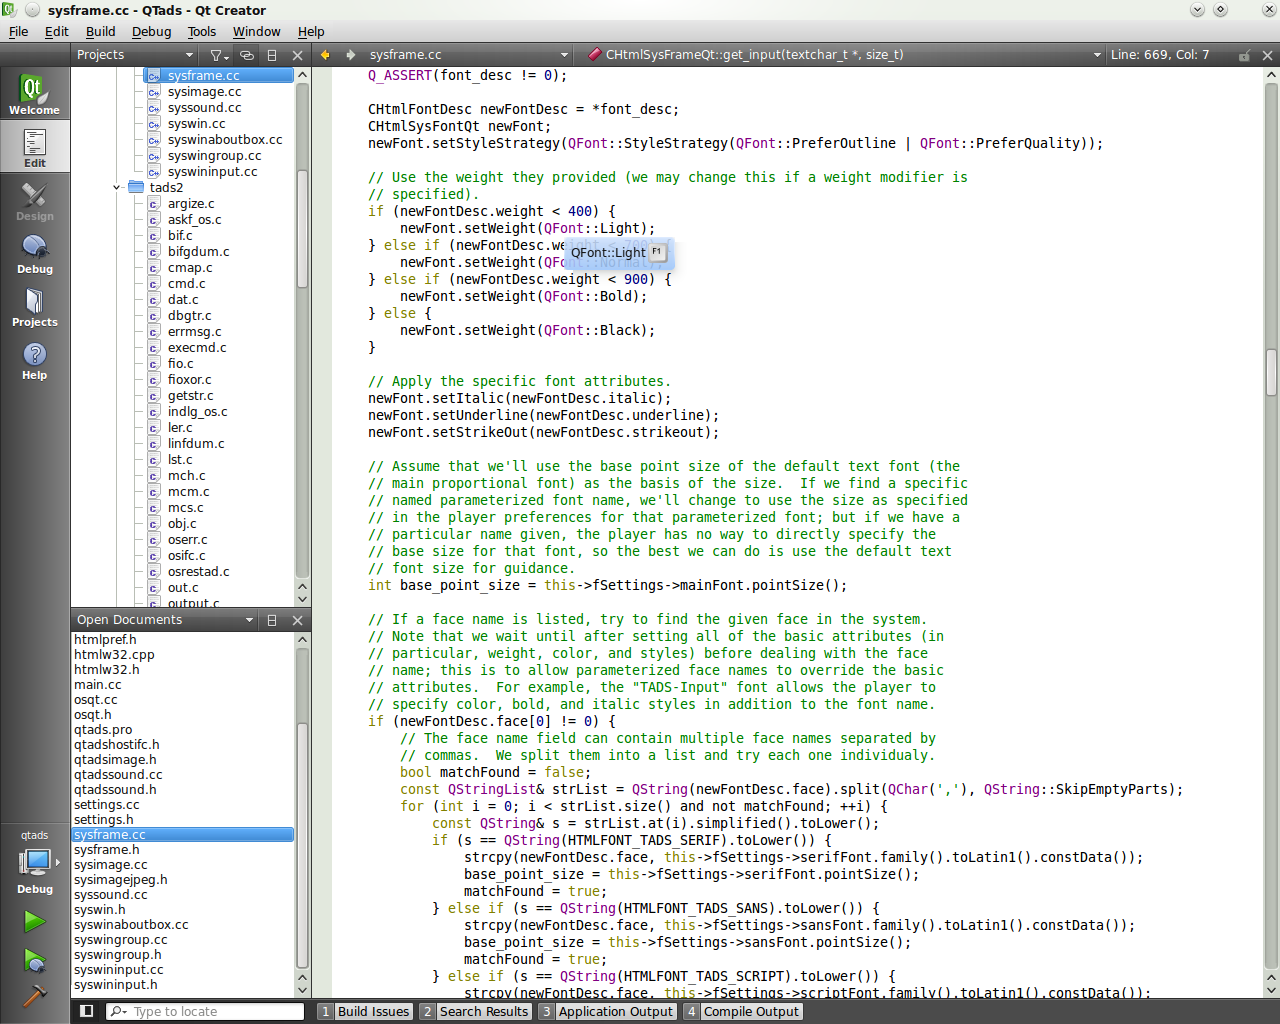 sysframe.cc - QTads - Qt Creator
File Edit Build Debug Tools Window Help
Projects
sysframe.cc
CHtmlSysFrameQt::get_input(textchar_t *, size_t)
Line: 669, Col: 7
Welcome
Edit
Design
Debug
Projects
Help
qtads
Debug
sysframe.cc
sysimage.cc
syssound.cc
syswin.cc
syswinaboutbox.cc
syswingroup.cc
syswininput.cc
tads2
argize.c
askf_os.c
bif.c
bifgdum.c
cmap.c
cmd.c
dat.c
dbgtr.c
errmsg.c
execmd.c
fio.c
fioxor.c
getstr.c
indlg_os.c
ler.c
linfdum.c
lst.c
mch.c
mcm.c
mcs.c
obj.c
oserr.c
osifc.c
osrestad.c
out.c
output.c
Open Documents
htmlpref.h
htmlw32.cpp
htmlw32.h
main.cc
osqt.cc
osqt.h
qtads.pro
qtadshostifc.h
qtadsimage.h
qtadssound.cc
qtadssound.h
settings.cc
settings.h
sysframe.cc
sysframe.h
sysimage.cc
sysimagejpeg.h
syssound.cc
syswin.h
syswinaboutbox.cc
syswingroup.cc
syswingroup.h
syswininput.cc
syswininput.h
Q_ASSERT(font_desc != 0);
CHtmlFontDesc newFontDesc = *font_desc;
CHtmlSysFontQt newFont;
newFont.setStyleStrategy(QFont::StyleStrategy(QFont::PreferOutline | QFont::PreferQuality));
// Use the weight they provided (we may change this if a weight modifier is
// specified).
if (newFontDesc.weight < 400) {
newFont.setWeight(QFont::Light);
} else if (newFontDesc.weight < 700) {
QFont::Light F1
newFont.setWeight(QFont::Normal);
} else if (newFontDesc.weight < 900) {
newFont.setWeight(QFont::Bold);
} else {
newFont.setWeight(QFont::Black);
}
// Apply the specific font attributes.
newFont.setItalic(newFontDesc.italic);
newFont.setUnderline(newFontDesc.underline);
newFont.setStrikeOut(newFontDesc.strikeout);
// Assume that we'll use the base point size of the default text font (the
// main proportional font) as the basis of the size.  If we find a specific
// named parameterized font name, we'll change to use the size as specified
// in the player preferences for that parameterized font; but if we have a
// particular name given, the player has no way to directly specify the
// base size for that font, so the best we can do is use the default text
// font size for guidance.
int base_point_size = this->fSettings->mainFont.pointSize();
// If a face name is listed, try to find the given face in the system.
// Note that we wait until after setting all of the basic attributes (in
// particular, weight, color, and styles) before dealing with the face
// name; this is to allow parameterized face names to override the basic
// attributes.  For example, the "TADS-Input" font allows the player to
// specify color, bold, and italic styles in addition to the font name.
if (newFontDesc.face[0] != 0) {
// The face name field can contain multiple face names separated by
// commas.  We split them into a list and try each one individualy.
bool matchFound = false;
const QStringList& strList = QString(newFontDesc.face).split(QChar(','), QString::SkipEmptyParts);
for (int i = 0; i < strList.size() and not matchFound; ++i) {
const QString& s = strList.at(i).simplified().toLower();
if (s == QString(HTMLFONT_TADS_SERIF).toLower()) {
strcpy(newFontDesc.face, this->fSettings->serifFont.family().toLatin1().constData());
base_point_size = this->fSettings->serifFont.pointSize();
matchFound = true;
} else if (s == QString(HTMLFONT_TADS_SANS).toLower()) {
strcpy(newFontDesc.face, this->fSettings->sansFont.family().toLatin1().constData());
base_point_size = this->fSettings->sansFont.pointSize();
matchFound = true;
} else if (s == QString(HTMLFONT_TADS_SCRIPT).toLower()) {
strcpy(newFontDesc.face, this->fSettings->scriptFont.family().toLatin1().constData());
Type to locate
1 Build Issues
2 Search Results
3 Application Output
4 Compile Output